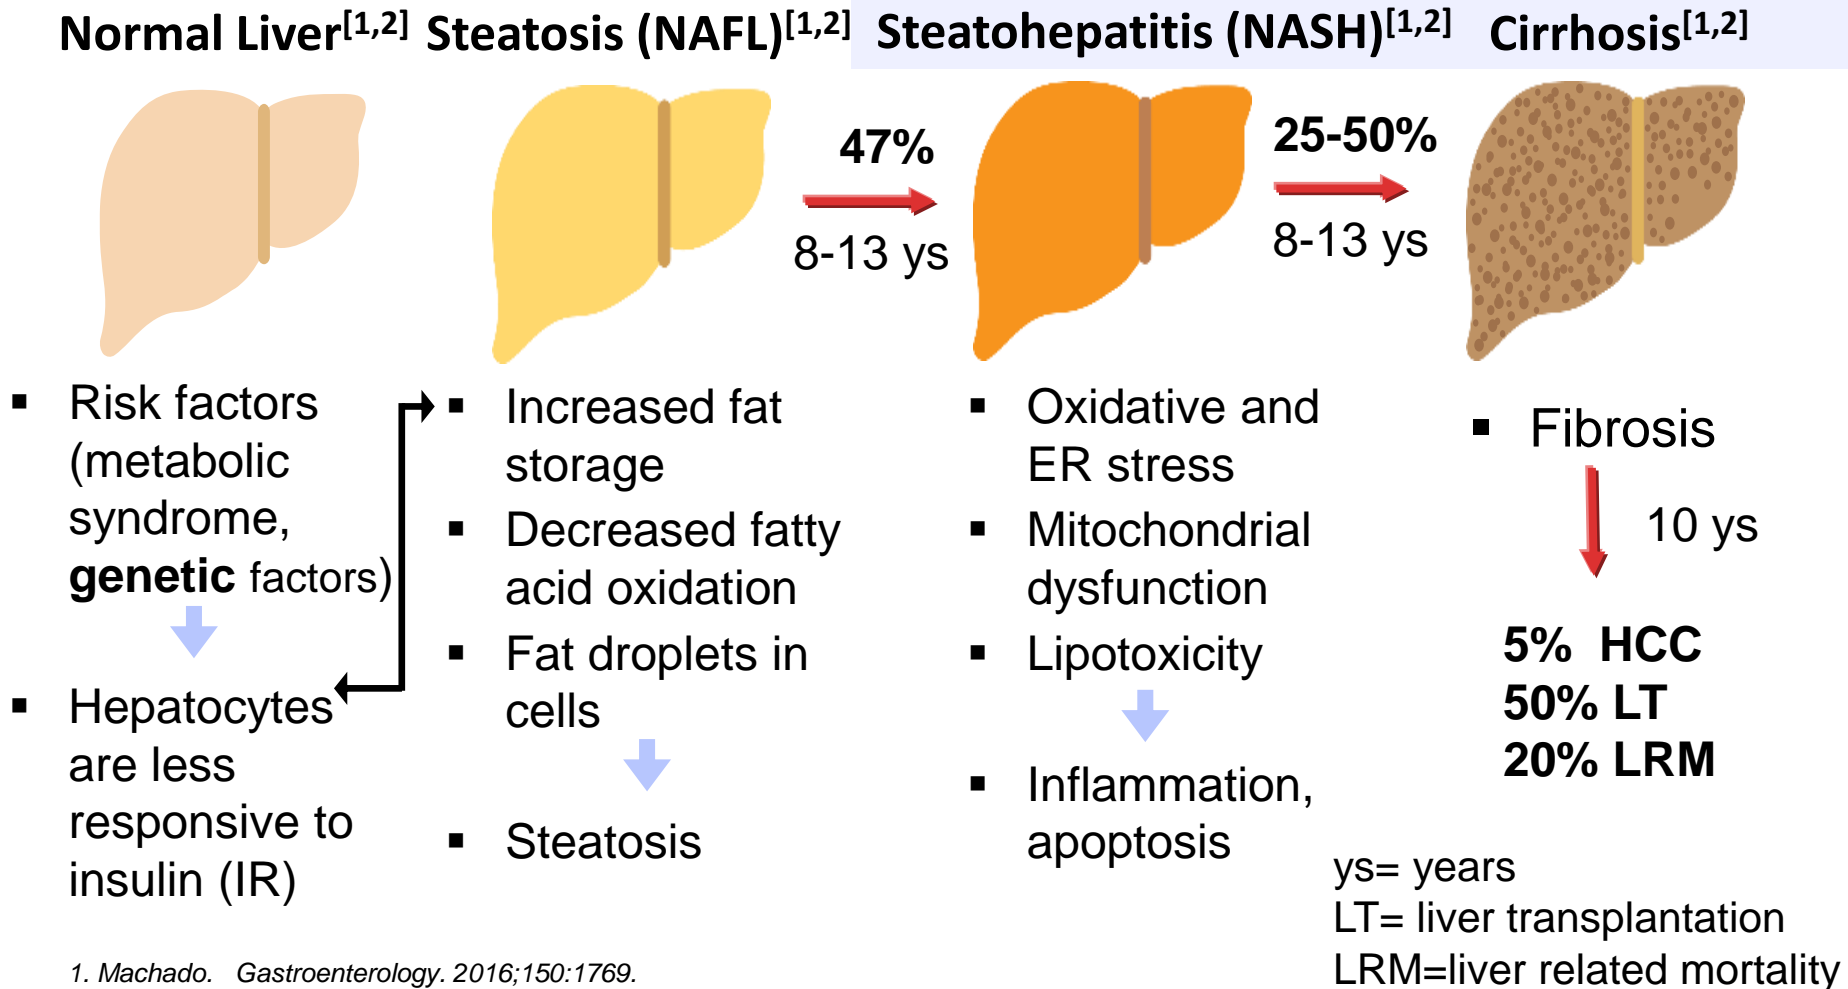 Normal Liver[1,2] Steatosis (NAFL)[1,2] Steatohepatitis (NASH)[1,2] Cirrhosis[1,2]
47%
8-13 ys
25-50%
8-13 ys
▪ Risk factors
(metabolic
syndrome,
genetic factors)
▪ Hepatocytes
are less
responsive to
insulin (IR)
▪ Increased fat
storage
▪ Decreased fatty
acid oxidation
▪ Fat droplets in
cells
▪ Steatosis
▪ Oxidative and
ER stress
▪ Mitochondrial
dysfunction
▪ Lipotoxicity
▪ Inflammation,
apoptosis
▪ Fibrosis
10 ys
5% HCC
50% LT
20% LRM
ys= years
LT= liver transplantation
LRM=liver related mortality
1. Machado. Gastroenterology. 2016;150:1769.